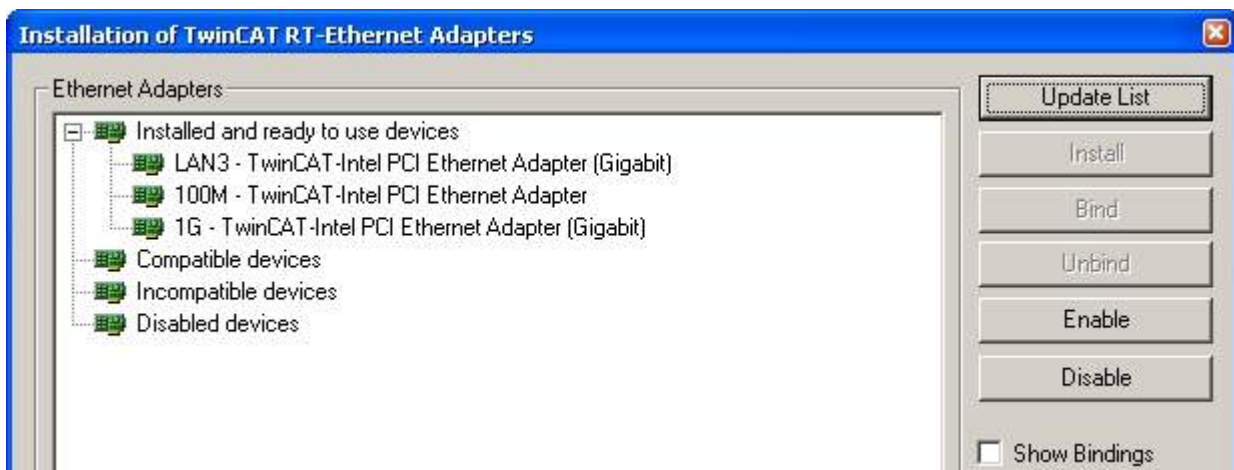 Installation of TwinCAT RT-Ethernet Adapters
Ethernet Adapters
Installed and ready to use devices
LAN3 - TwinCAT-Intel PCI Ethernet Adapter (Gigabit)
100M - TwinCAT-Intel PCI Ethernet Adapter
1G - TwinCAT-Intel PCI Ethernet Adapter (Gigabit)
Compatible devices
Incompatible devices
Disabled devices
Update List
Install
Bind
Unbind
Enable
Disable
Show Bindings